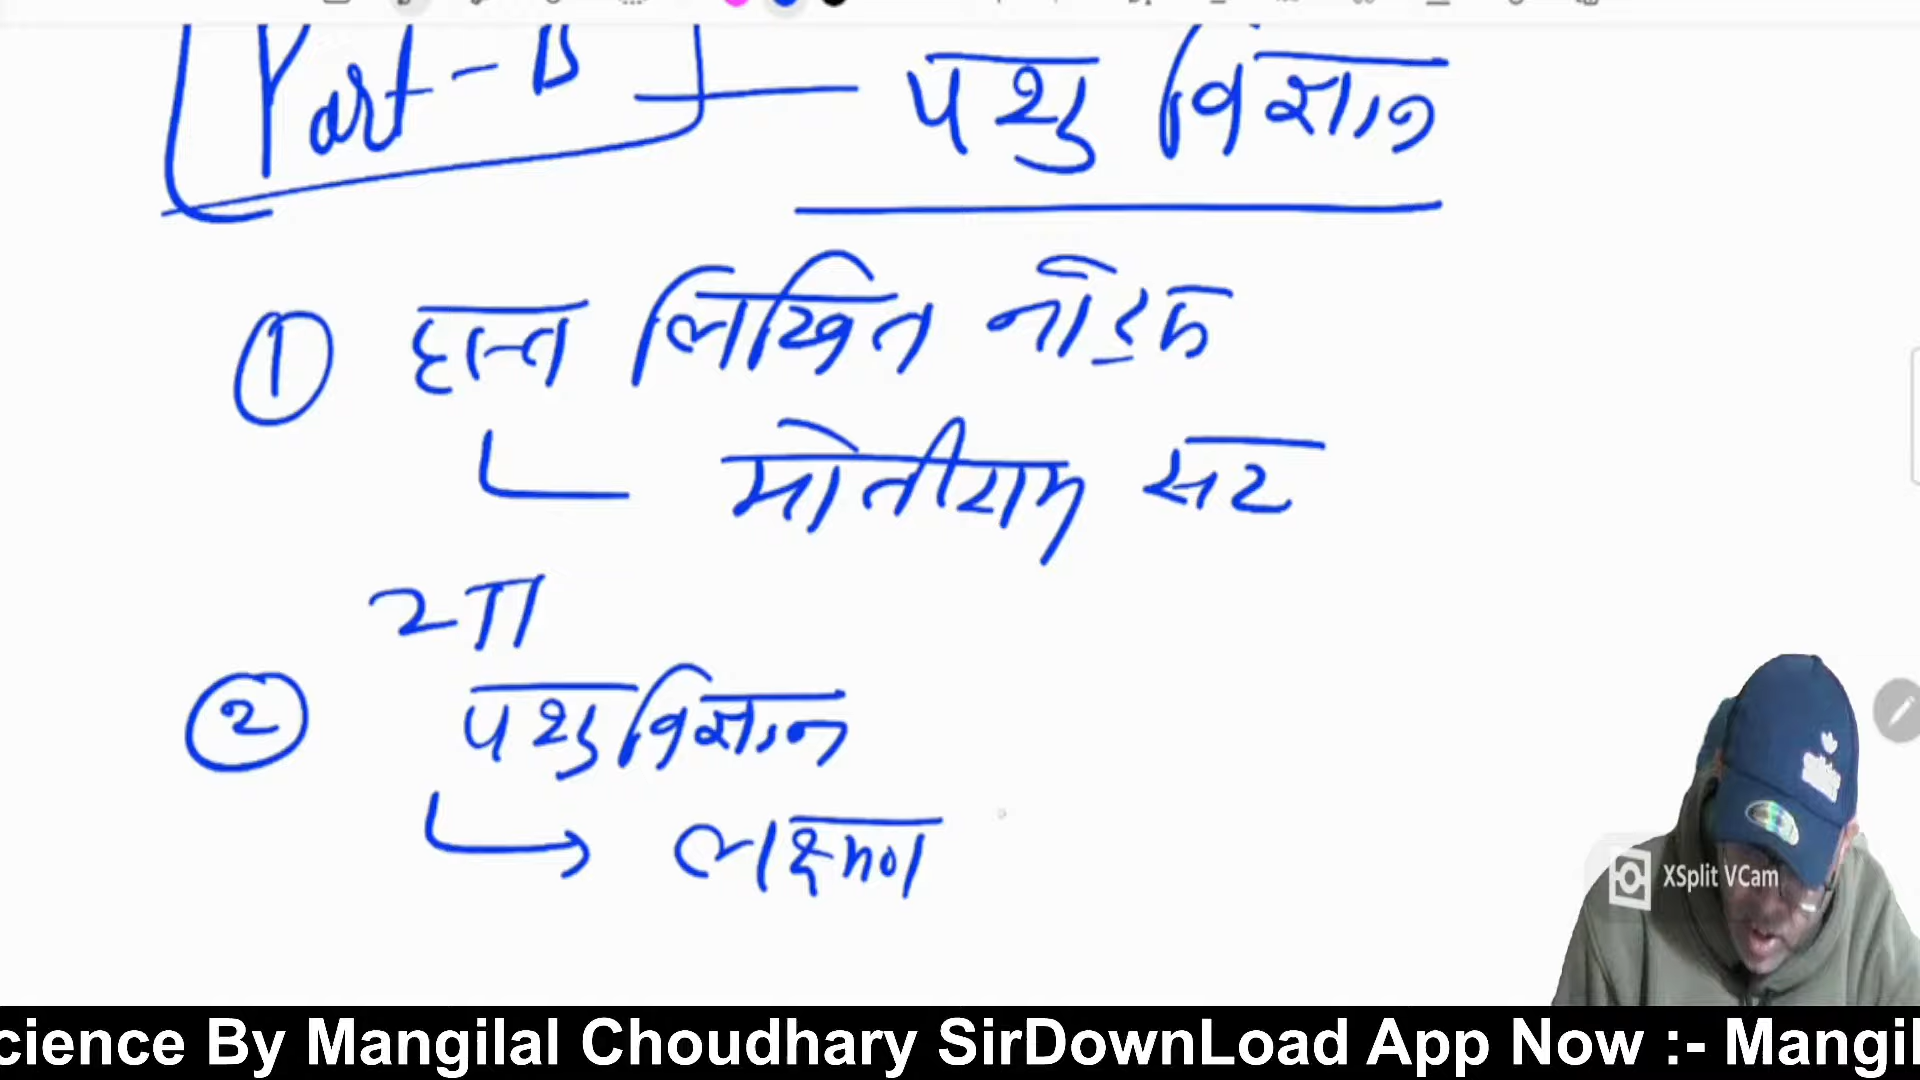 Part-B — पशु विज्ञान
① हस्त लिखित नोट्स
मोतीराम सर
या
② पशु विज्ञान
→ लक्ष्मण
XSplit VCam
cience By Mangilal Choudhary SirDownLoad App Now :- Mangil